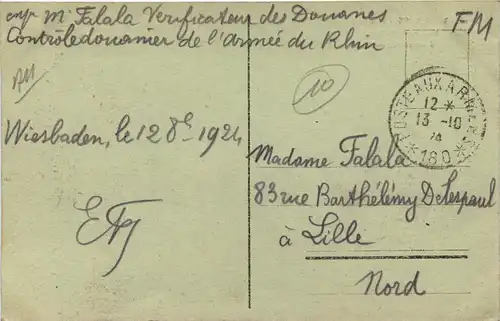 exp M. Falala Vérificateur des Douanes
Contrôle douanier de l'armée du Rhin
FM
10
POSTE AUX ARMEES
12 *
13 -10
24
* 180 *
Wiesbaden, le 12 8e 1924
Madame Falala
83 rue Barthélémy Delespaul
à Lille
Nord